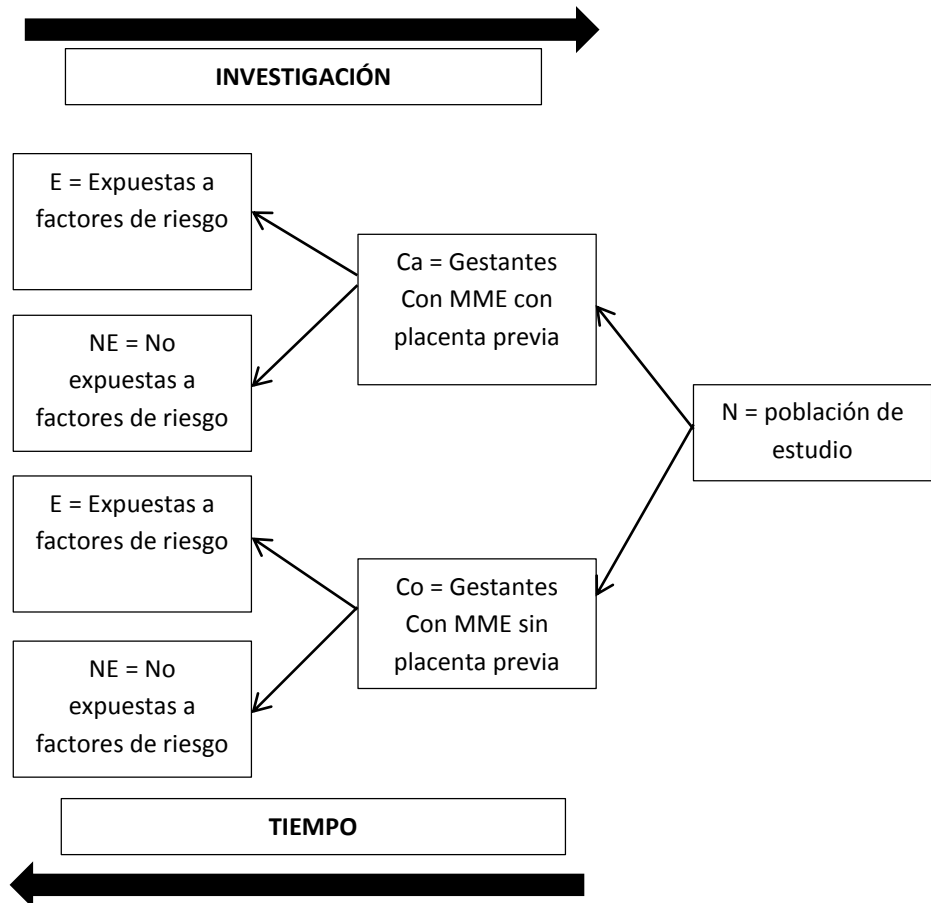 INVESTIGACIÓN
E = Expuestas a
factores de riesgo
NE = No
expuestas a
factores de riesgo
E = Expuestas a
factores de riesgo
NE = No
expuestas a
factores de riesgo
Ca = Gestantes
Con MME con
placenta previa
Co = Gestantes
Con MME sin
placenta previa
N = población de
estudio
TIEMPO